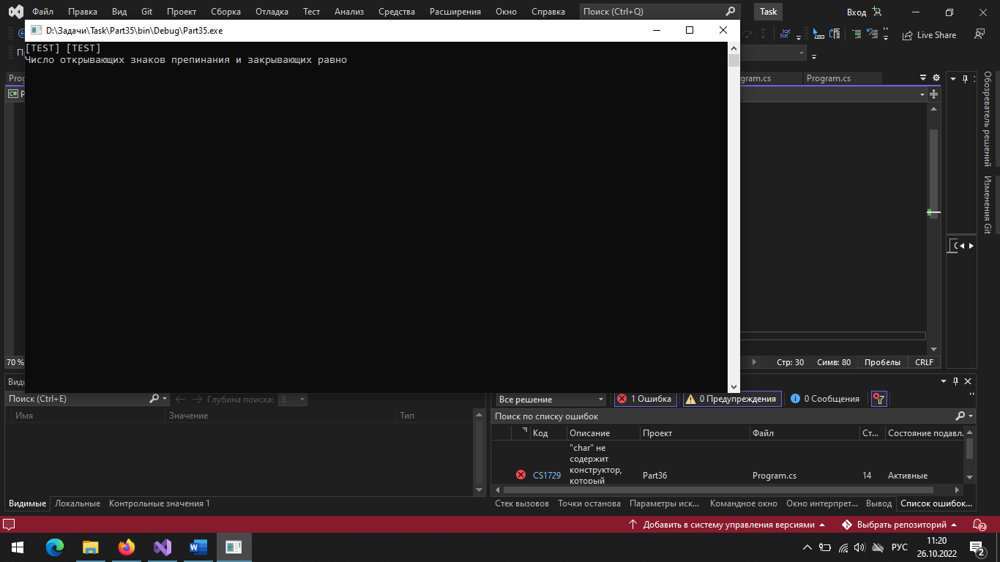 Файл Правка Вид Git Проект Сборка Отладка Тест Анализ Средства Расширения Окно Справка Поиск (Ctrl+Q) Task Вход
D:\Задачи\Task\Part35\bin\Debug\Part35.exe
Live Share
[TEST] [TEST]
Число открывающих знаков препинания и закрывающих равно
Program.cs
Обозреватель решений
Изменения Git
70 % Стр: 30 Симв: 80 Пробелы CRLF
Поиск (Ctrl+E) Глубина поиска: 3
Имя Значение Тип
Видимые Локальные Контрольные значения 1
Все решение 1 Ошибка 0 Предупреждения 0 Сообщения
Поиск по списку ошибок
Код Описание Проект Файл Ст... Состояние подавл.
"char" не
содержит
конструктор,
который
CS1729 Part36 Program.cs 14 Активные
Стек вызовов Точки останова Параметры иск... Командное окно Окно интерпрет... Вывод Список ошибок...
Добавить в систему управления версиями Выбрать репозиторий 2
РУС 11:20
26.10.2022 2